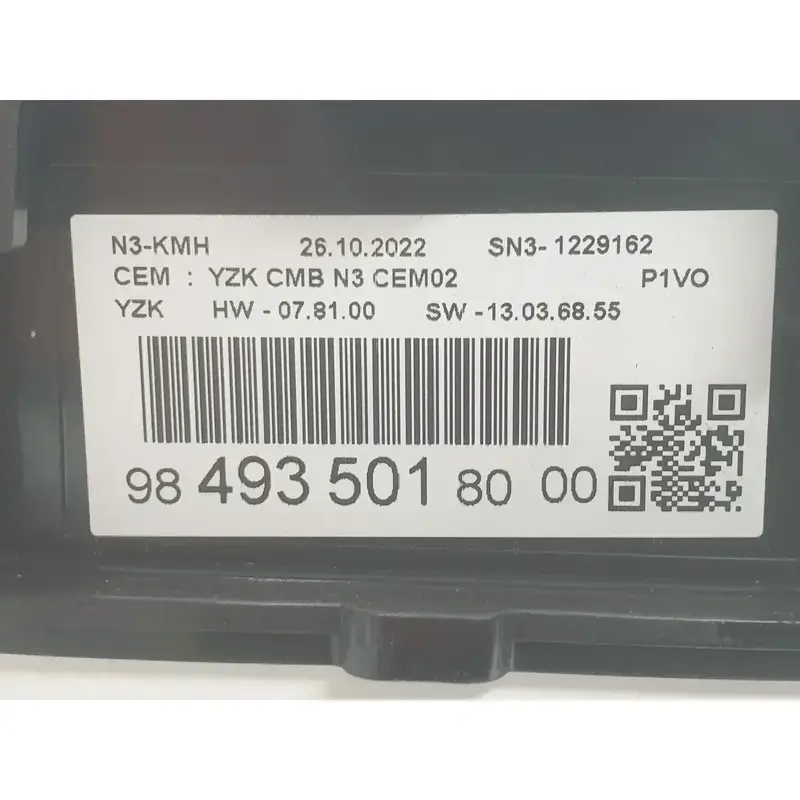 N3-KMH 26.10.2022 SN3-1229162
CEM : YZK CMB N3 CEM02 P1VO
YZK HW - 07.81.00 SW -13.03.68.55
98 493 501 80 00